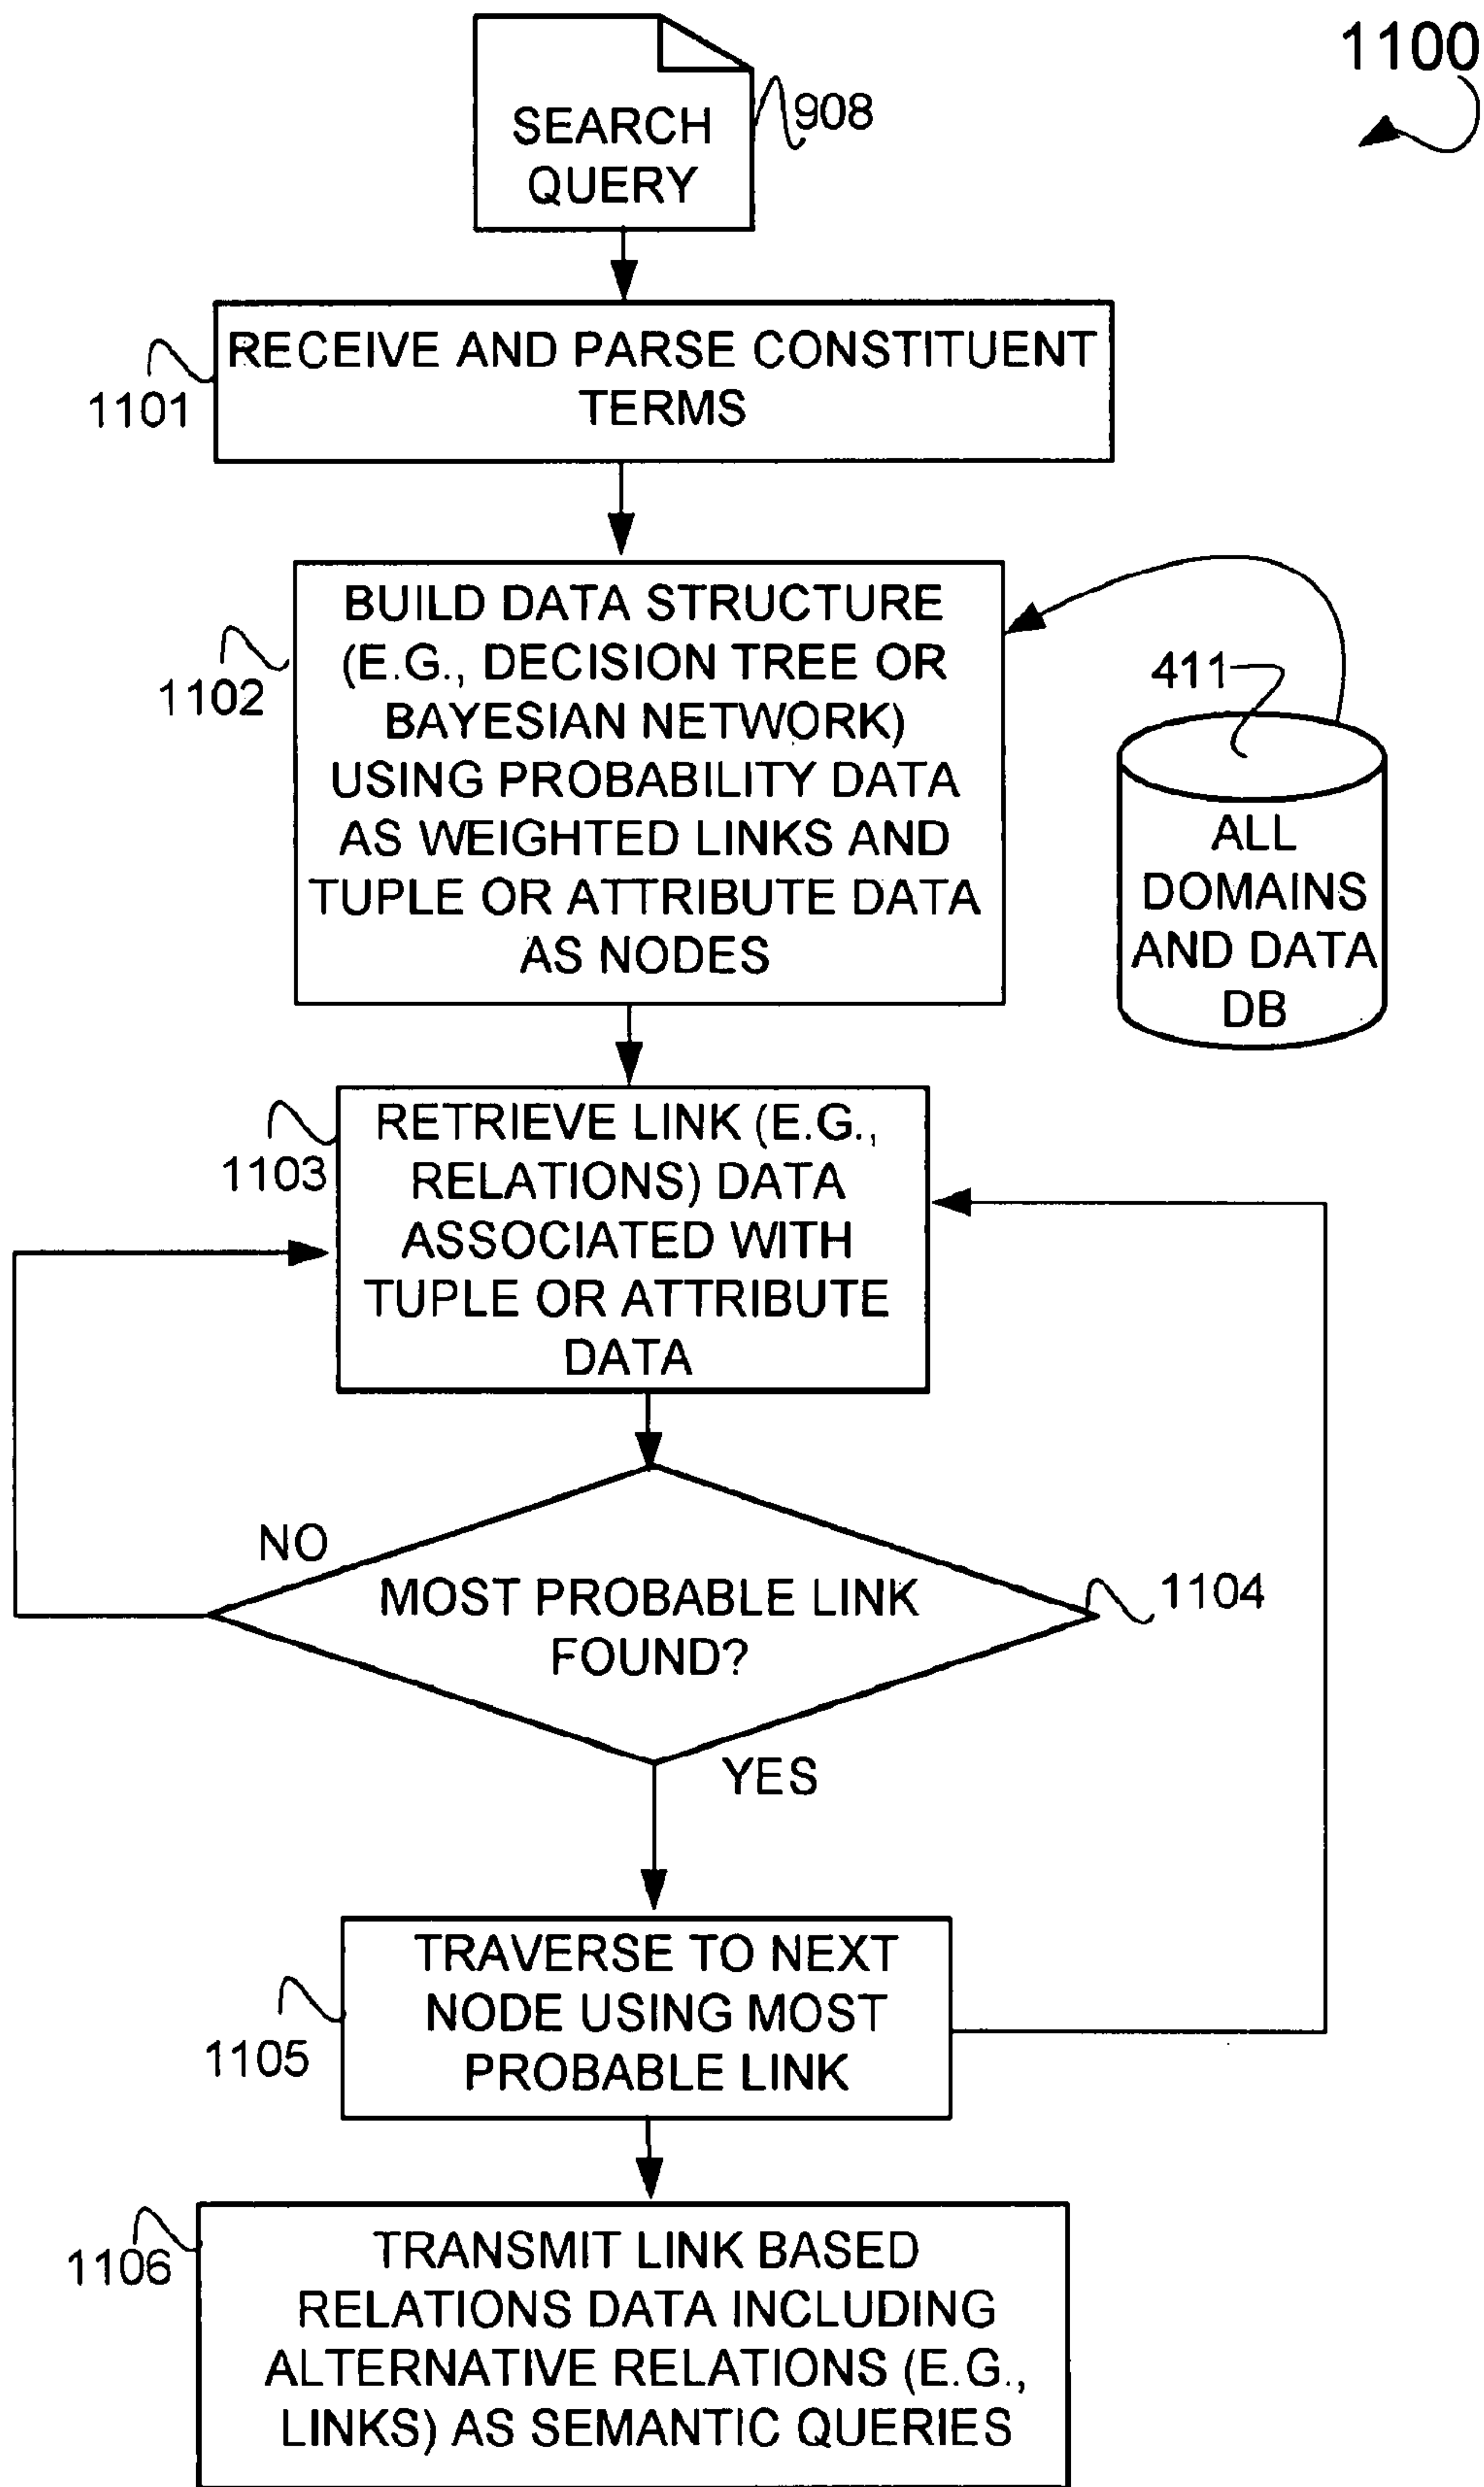 1100
SEARCH
QUERY
908
RECEIVE AND PARSE CONSTITUENT
TERMS
1101
BUILD DATA STRUCTURE
(E.G., DECISION TREE OR
BAYESIAN NETWORK)
USING PROBABILITY DATA
AS WEIGHTED LINKS AND
TUPLE OR ATTRIBUTE DATA
AS NODES
1102
411
ALL
DOMAINS
AND DATA
DB
RETRIEVE LINK (E.G.,
RELATIONS) DATA
ASSOCIATED WITH
TUPLE OR ATTRIBUTE
DATA
1103
NO
MOST PROBABLE LINK
FOUND?
1104
YES
TRAVERSE TO NEXT
NODE USING MOST
PROBABLE LINK
1105
TRANSMIT LINK BASED
RELATIONS DATA INCLUDING
ALTERNATIVE RELATIONS (E.G.,
LINKS) AS SEMANTIC QUERIES
1106